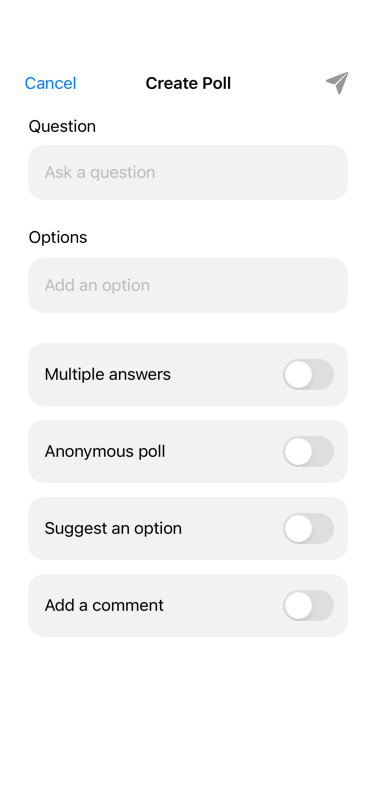 Cancel Create Poll
Question
Ask a question
Options
Add an option
Multiple answers
Anonymous poll
Suggest an option
Add a comment